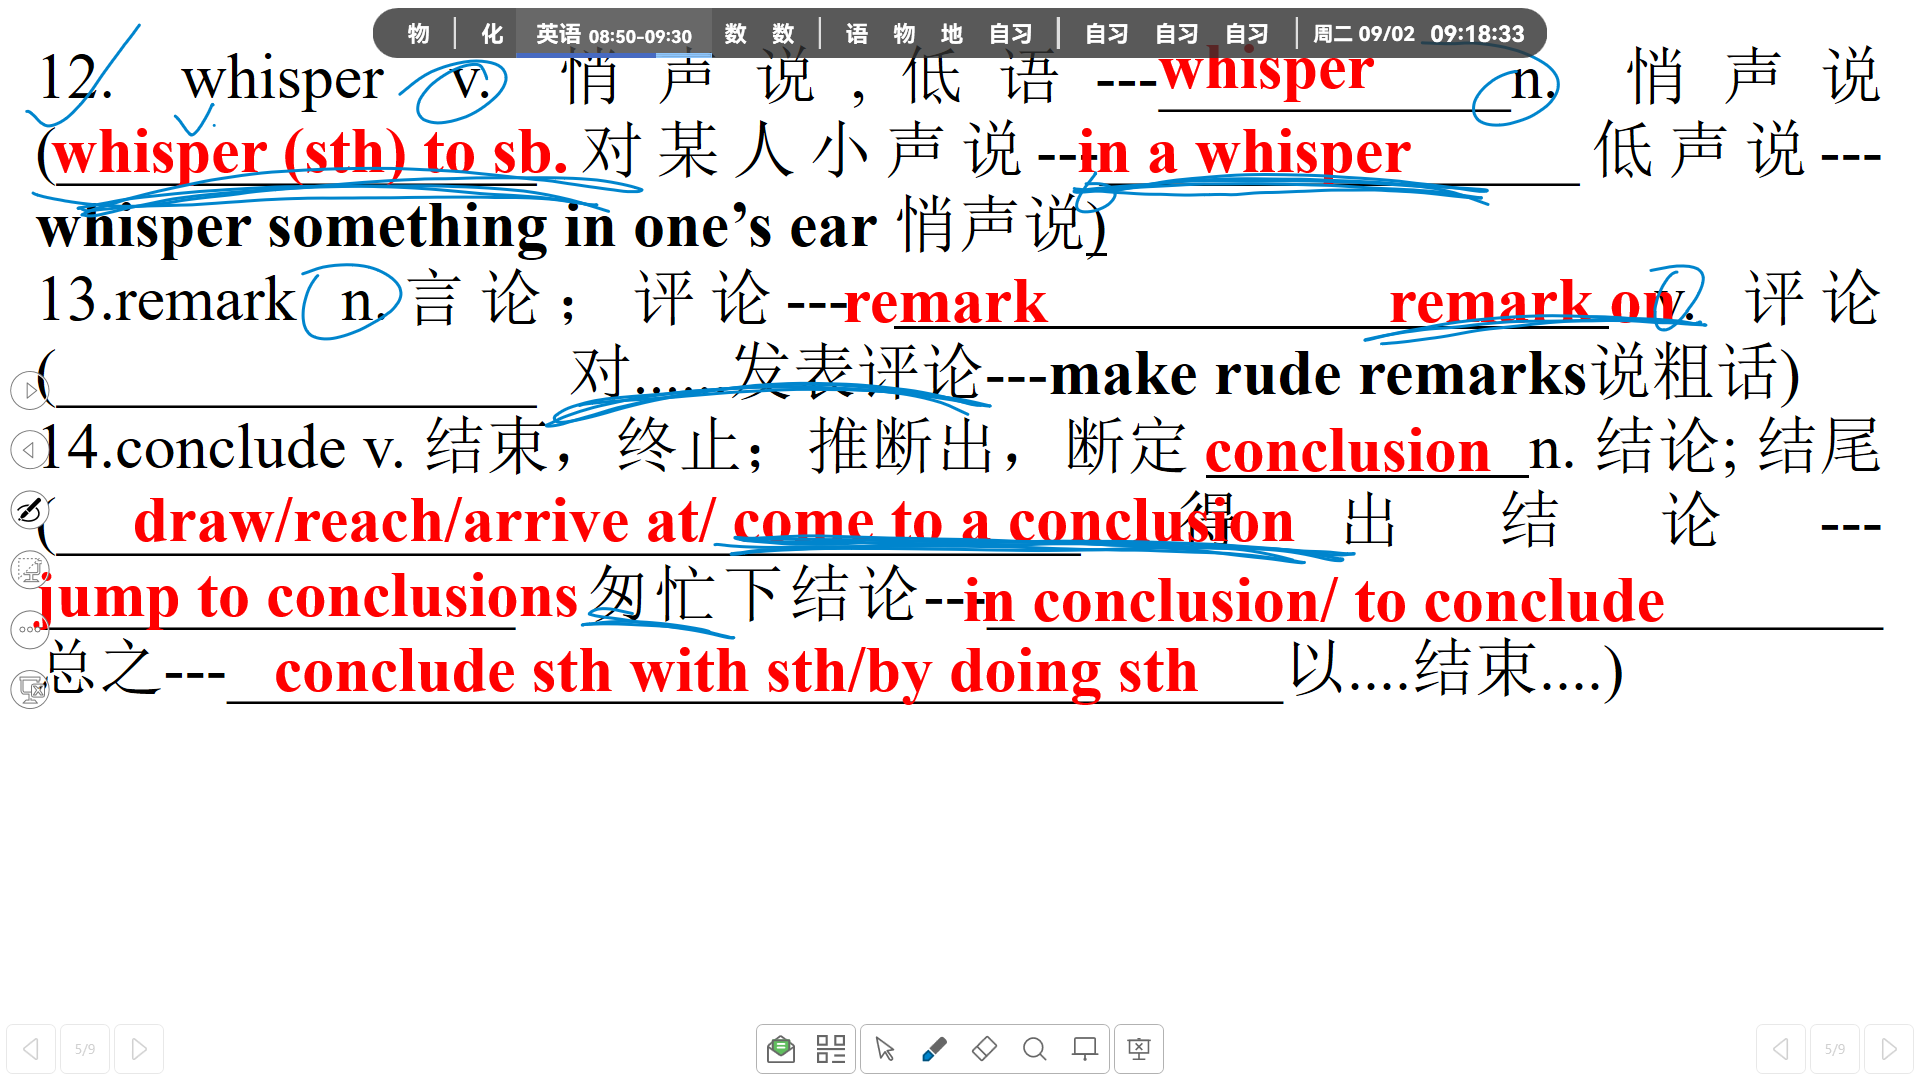 物 | 化 英语 08:50-09:30 数 数 | 语 物 地 自习 | 自习 自习 自习 | 周二 09/02 09:18:33
12. whisper v. 悄声说,低语---whisper n. 悄声说
(whisper (sth) to sb. 对某人小声说---in a whisper 低声说---
whisper something in one’s ear 悄声说)
13.remark n. 言论；评论---remark remark on v. 评论
( 对......发表评论---make rude remarks说粗话)
14.conclude v. 结束，终止；推断出，断定 conclusion n. 结论; 结尾
( draw/reach/arrive at/ come to a conclusion 得出结论---
jump to conclusions 匆忙下结论---in conclusion/ to conclude
总之---conclude sth with sth/by doing sth 以....结束....)
5/9 5/9